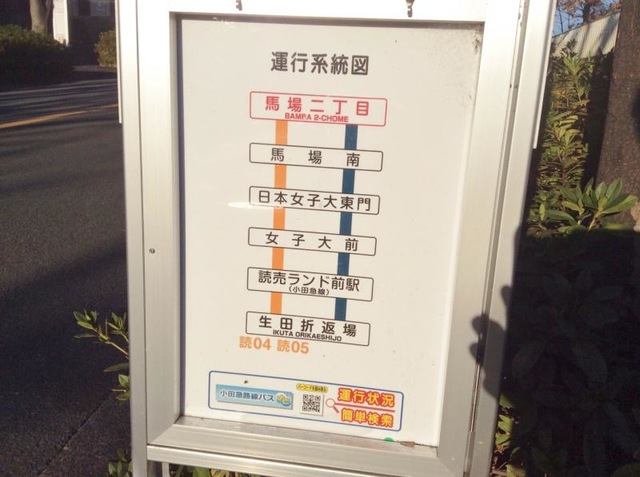 運行系統図
馬場二丁目
BAMBA 2-CHOME
馬場南
日本女子大東門
女子大前
読売ランド前駅
(小田急線)
生田折返場
IKUTA ORIKAESHIJO
読04 読05
小田急路線バス
運行状況
簡単検索